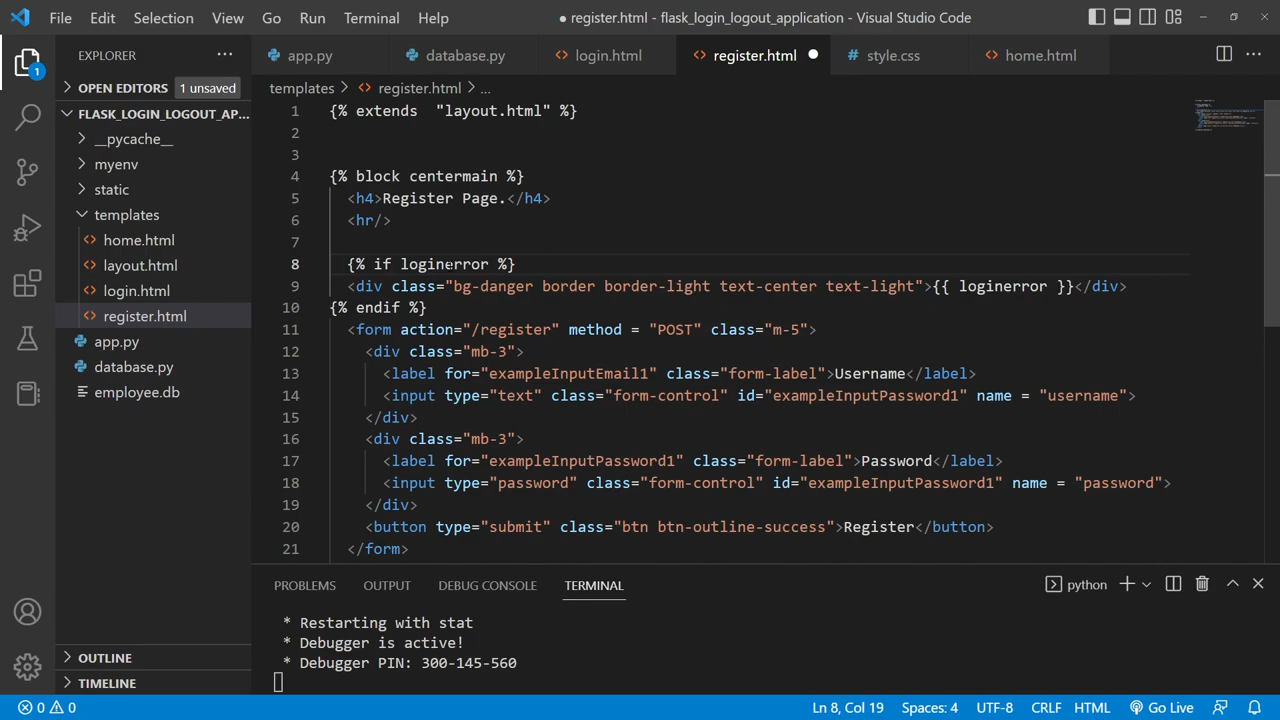 File Edit Selection View Go Run Terminal Help
● register.html - flask_login_logout_application - Visual Studio Code
EXPLORER ...
1
OPEN EDITORS 1 unsaved
FLASK_LOGIN_LOGOUT_AP...
__pycache__
myenv
static
templates
home.html
layout.html
login.html
register.html
app.py
database.py
employee.db
OUTLINE
TIMELINE
app.py database.py login.html register.html ● # style.css home.html
templates > register.html > ...
1 {% extends "layout.html" %}
2
3
4 {% block centermain %}
5 <h4>Register Page.</h4>
6 <hr/>
7
8 {% if loginerror %}
9 <div class="bg-danger border border-light text-center text-light">{{ loginerror }}</div>
10 {% endif %}
11 <form action="/register" method = "POST" class="m-5">
12 <div class="mb-3">
13 <label for="exampleInputEmail1" class="form-label">Username</label>
14 <input type="text" class="form-control" id="exampleInputPassword1" name = "username">
15 </div>
16 <div class="mb-3">
17 <label for="exampleInputPassword1" class="form-label">Password</label>
18 <input type="password" class="form-control" id="exampleInputPassword1" name = "password">
19 </div>
20 <button type="submit" class="btn btn-outline-success">Register</button>
21 </form>
PROBLEMS OUTPUT DEBUG CONSOLE TERMINAL python
* Restarting with stat
* Debugger is active!
* Debugger PIN: 300-145-560
0 0 Ln 8, Col 19 Spaces: 4 UTF-8 CRLF HTML Go Live